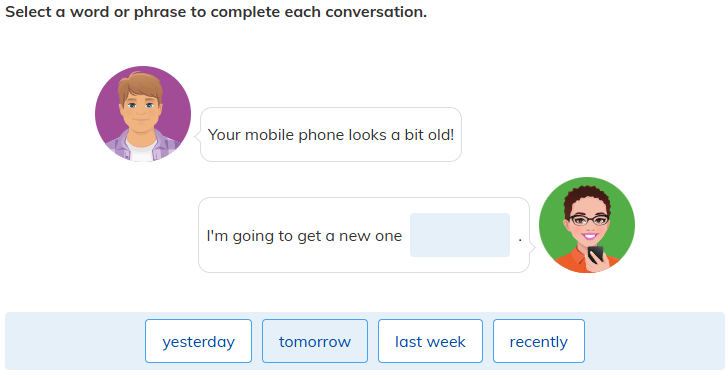 Select a word or phrase to complete each conversation.
Your mobile phone looks a bit old!
I'm going to get a new one .
yesterday tomorrow last week recently